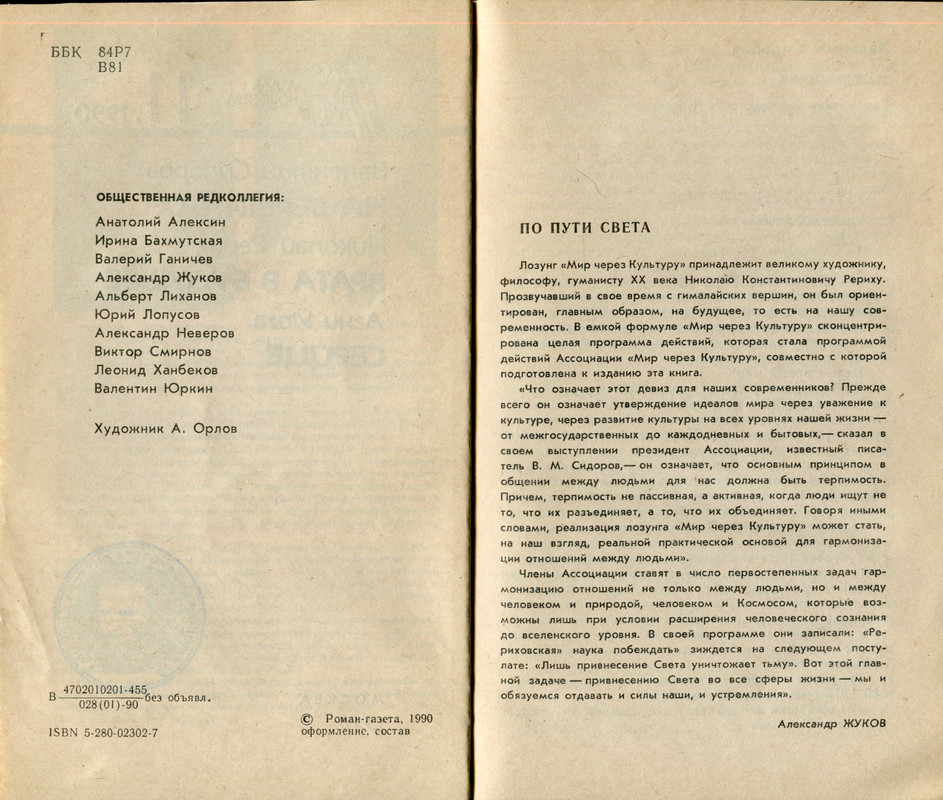 ББК 84Р7
В81
ОБЩЕСТВЕННАЯ РЕДКОЛЛЕГИЯ:
Анатолий Алексин
Ирина Бахмутская
Валерий Ганичев
Александр Жуков
Альберт Лиханов
Юрий Лопусов
Александр Неверов
Виктор Смирнов
Леонид Ханбеков
Валентин Юркин
Художник А. Орлов
В 4702010201-455 без объявл.
028(01)-90
ISBN 5-280-02302-7
© Роман-газета, 1990
оформление, состав
ПО ПУТИ СВЕТА
Лозунг «Мир через Культуру» принадлежит великому художнику,
философу, гуманисту XX века Николаю Константиновичу Рериху.
Прозвучавший в свое время с гималайских вершин, он был ориен-
тирован, главным образом, на будущее, то есть на нашу сов-
ременность. В емкой формуле «Мир через Культуру» сконцентри-
рована целая программа действий, которая стала программой
действий Ассоциации «Мир через Культуру», совместно с которой
подготовлена к изданию эта книга.
«Что означает этот девиз для наших современников? Прежде
всего он означает утверждение идеалов мира через уважение к
культуре, через развитие культуры на всех уровнях нашей жизни —
от межгосударственных до каждодневных и бытовых,— сказал в
своем выступлении президент Ассоциации, известный писа-
тель В. М. Сидоров,— он означает, что основным принципом в
общении между людьми для нас должна быть терпимость.
Причем, терпимость не пассивная, а активная, когда люди ищут не
то, что их разъединяет, а то, что их объединяет. Говоря иными
словами, реализация лозунга «Мир через Культуру» может стать,
на наш взгляд, реальной практической основой для гармониза-
ции отношений между людьми».
Члены Ассоциации ставят в число первостепенных задач гар-
монизацию отношений не только между людьми, но и между
человеком и природой, человеком и Космосом, которые воз-
можны лишь при условии расширения человеческого сознания
до вселенского уровня. В своей программе они записали: «Ре-
риховская» наука побеждать» зиждется на следующем посту-
лате: «Лишь привнесение Света уничтожает тьму». Вот этой глав-
ной задаче — привнесению Света во все сферы жизни — мы и
обязуемся отдавать и силы наши, и устремления».
Александр ЖУКОВ